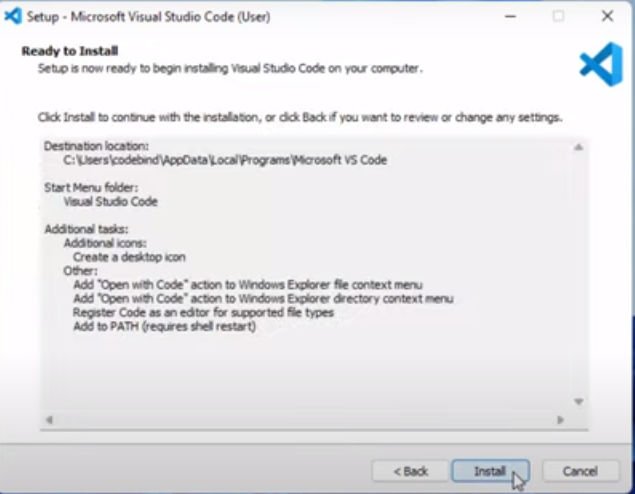 Setup - Microsoft Visual Studio Code (User)
Ready to Install
Setup is now ready to begin installing Visual Studio Code on your computer.
Click Install to continue with the installation, or click Back if you want to review or change any settings.
Destination location:
C:\Users\codebind\AppData\Local\Programs\Microsoft VS Code
Start Menu folder:
Visual Studio Code
Additional tasks:
Additional icons:
Create a desktop icon
Other:
Add "Open with Code" action to Windows Explorer file context menu
Add "Open with Code" action to Windows Explorer directory context menu
Register Code as an editor for supported file types
Add to PATH (requires shell restart)
< Back
Install
Cancel